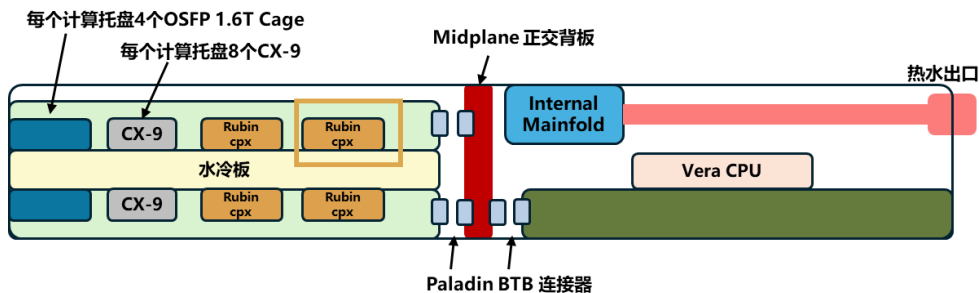 每个计算托盘4个OSFP 1.6T Cage
每个计算托盘8个CX-9
Midplane 正交背板
热水出口
Internal
Mainfold
CX-9
Rubin
cpx
Rubin
cpx
水冷板
Vera CPU
CX-9
Rubin
cpx
Rubin
cpx
Paladin BTB 连接器